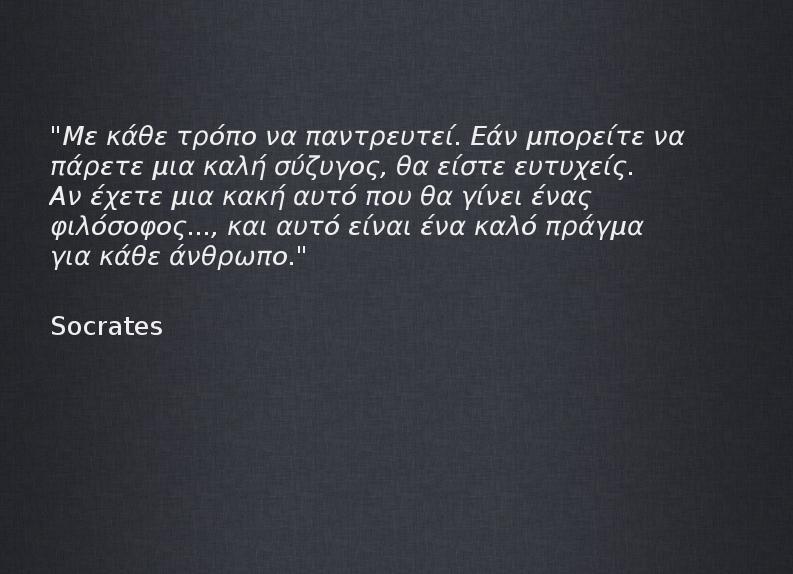 "Με κάθε τρόπο να παντρευτεί. Εάν μπορείτε να
πάρετε μια καλή σύζυγος, θα είστε ευτυχείς.
Αν έχετε μια κακή αυτό που θα γίνει ένας
φιλόσοφος..., και αυτό είναι ένα καλό πράγμα
για κάθε άνθρωπο."
Socrates